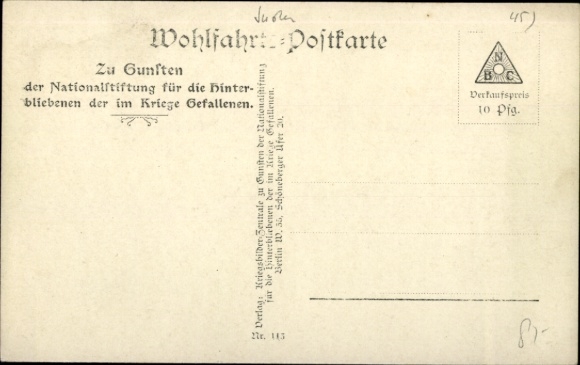 45)
Wohlfahrts-Postkarte
Zu Gunsten
der Nationalstiftung für die Hinter-
bliebenen der im Kriege Gefallenen.
N
B C
Verkaufspreis
10 Pfg.
Verlag: Kriegsbilder-Zentrale zu Gunsten der Nationalstiftung
für die Hinterbliebenen der im Kriege Gefallenen.
Berlin W. 35, Schöneberger Ufer 20.
Nr. 115